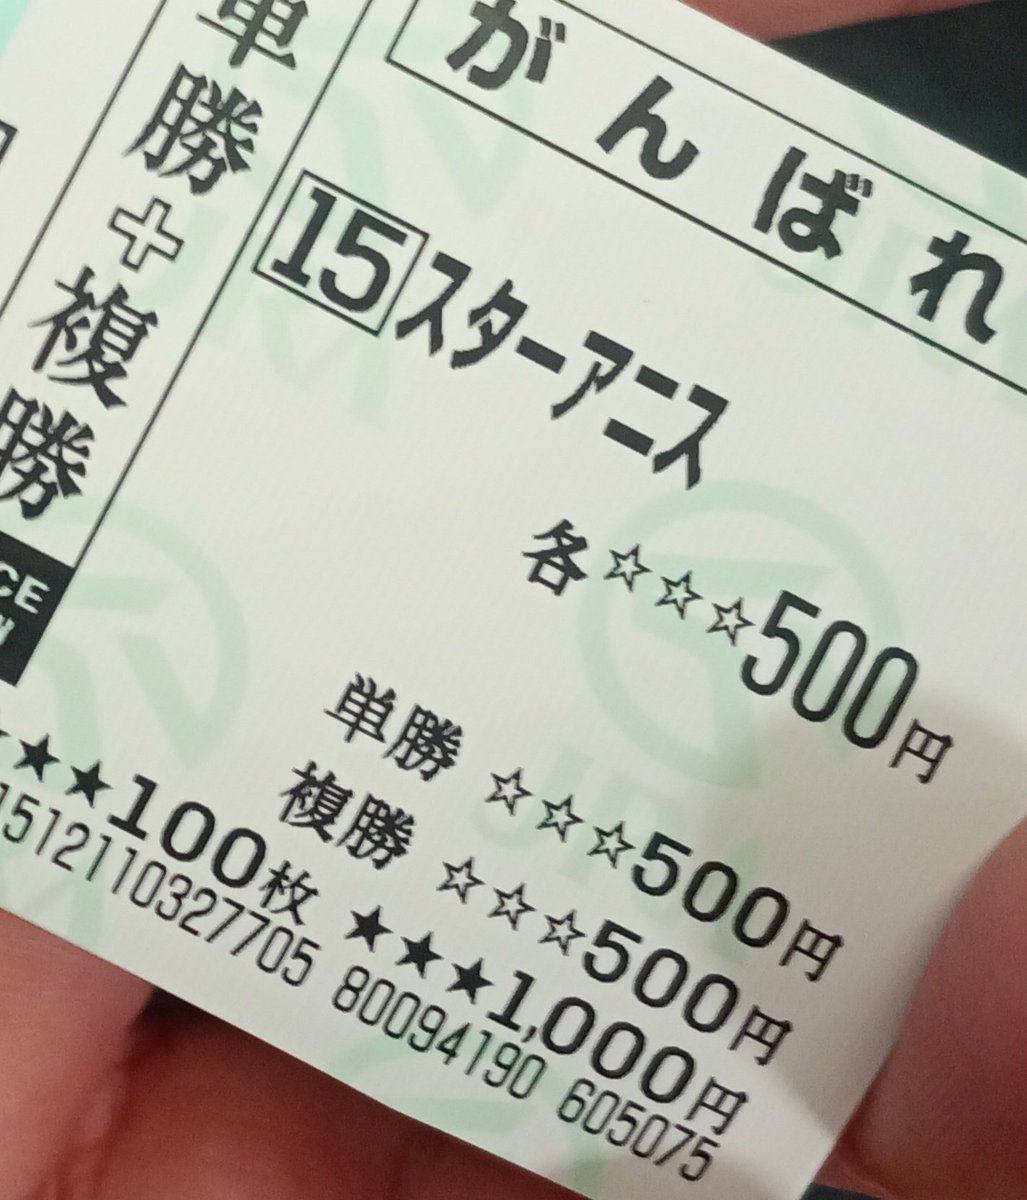 がんばれ
単勝+複勝
15 スターアニス
各☆☆☆500円
単勝 ☆☆☆500円
複勝 ☆☆☆500円
★★100枚 ★★★1,000円
1512110327705 80094190 605075
CE